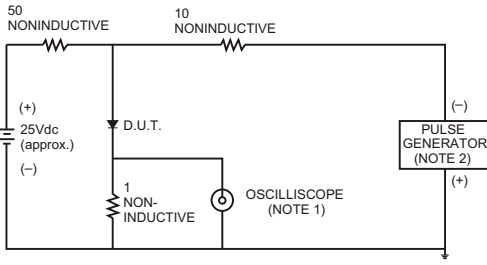 50
NONINDUCTIVE
10
NONINDUCTIVE
(+)
25Vdc
(approx.)
(–)
D.U.T.
1
NON-
INDUCTIVE
OSCILLISCOPE
(NOTE 1)
(–)
PULSE
GENERATOR
(NOTE 2)
(+)